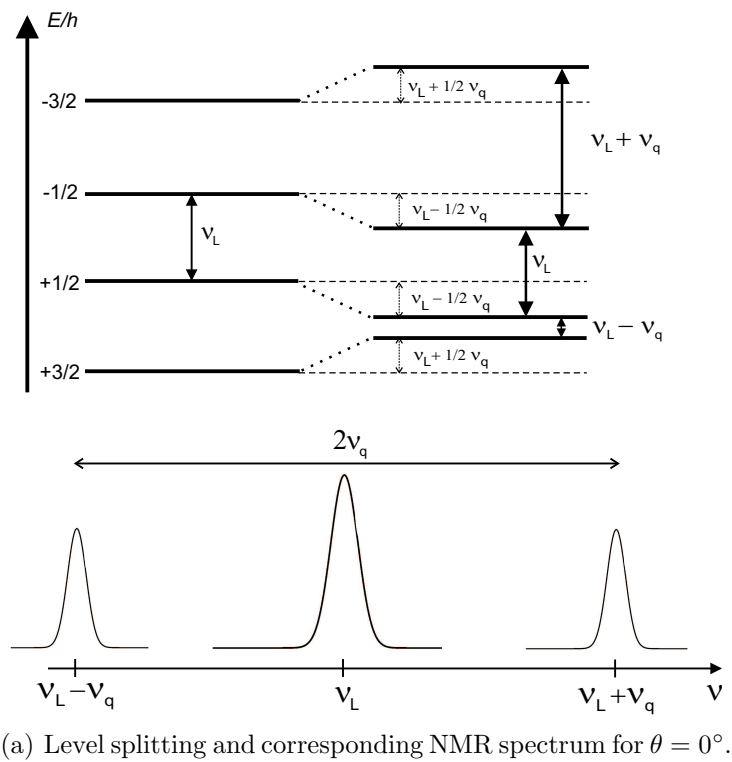 E/h
ν_L + 1/2 ν_q
-3/2
ν_L + ν_q
-1/2
ν_L − 1/2 ν_q
ν_L
ν_L
+1/2
ν_L − 1/2 ν_q
ν_L − ν_q
ν_L + 1/2 ν_q
+3/2
2ν_q
ν_L − ν_q
ν_L
ν_L + ν_q
ν
(a) Level splitting and corresponding NMR spectrum for θ = 0°.